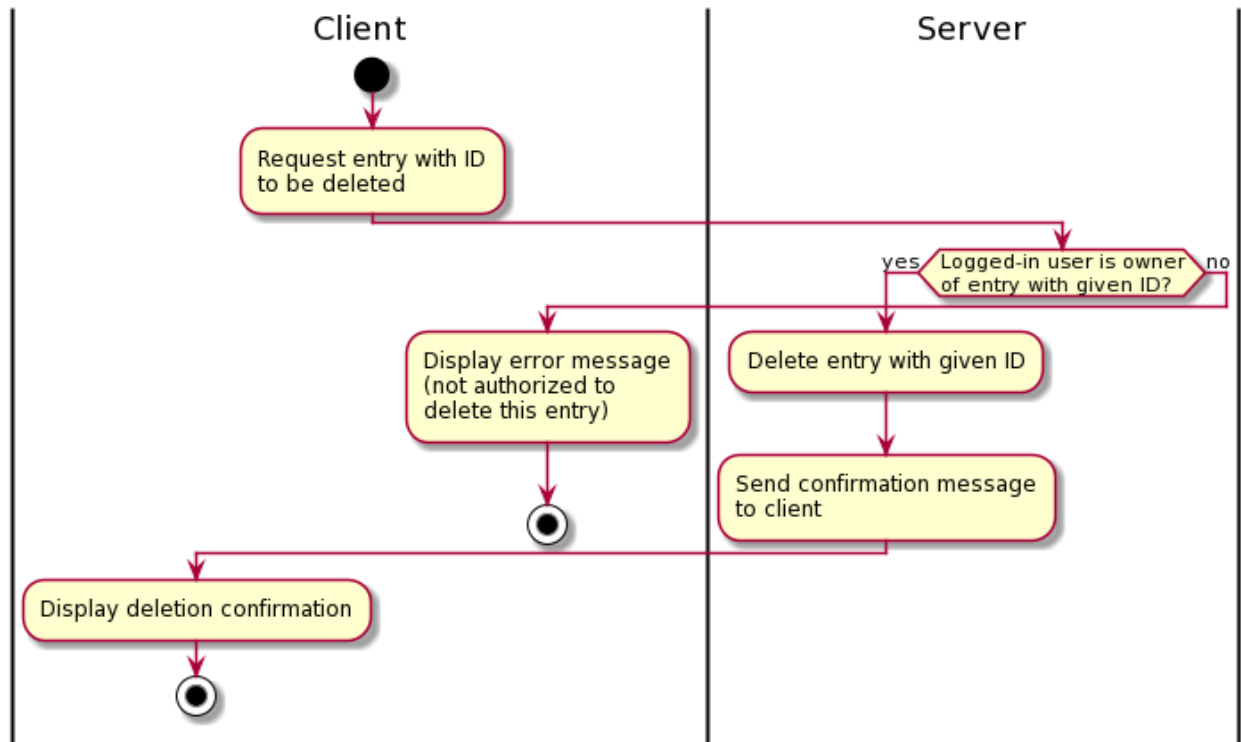 Client
Server
Request entry with ID
to be deleted
yes
Logged-in user is owner
of entry with given ID?
no
Display error message
(not authorized to
delete this entry)
Delete entry with given ID
Send confirmation message
to client
Display deletion confirmation